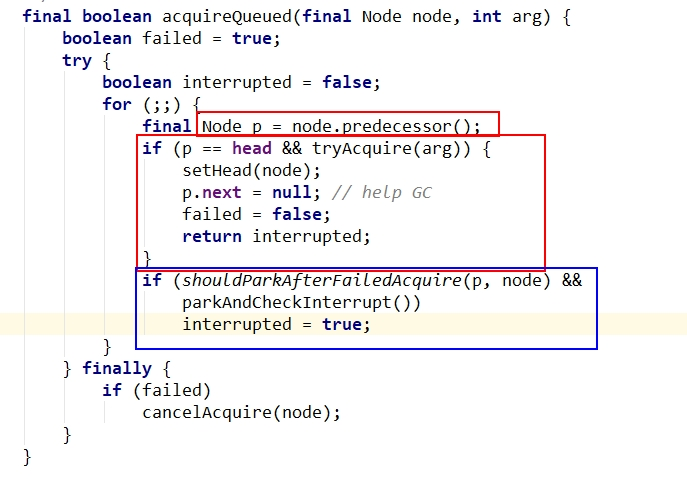 final boolean acquireQueued(final Node node, int arg) {
    boolean failed = true;
    try {
        boolean interrupted = false;
        for (;;) {
            final Node p = node.predecessor();
            if (p == head && tryAcquire(arg)) {
                setHead(node);
                p.next = null; // help GC
                failed = false;
                return interrupted;
            }
            if (shouldParkAfterFailedAcquire(p, node) &&
                parkAndCheckInterrupt())
                interrupted = true;
        }
    } finally {
        if (failed)
            cancelAcquire(node);
    }
}